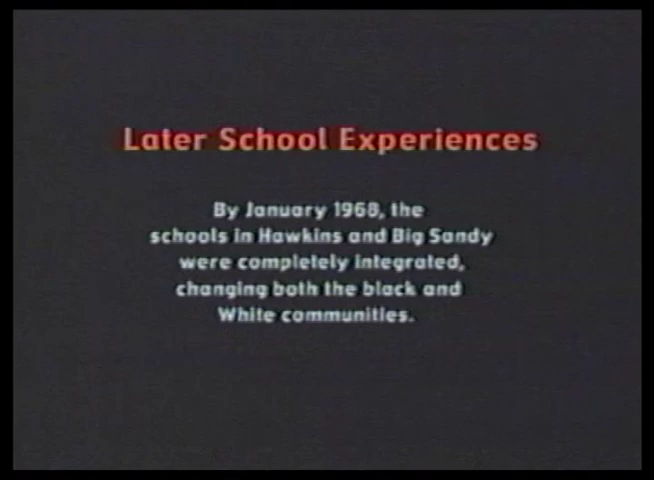 Later School Experiences
By January 1968, the
schools in Hawkins and Big Sandy
were completely integrated,
changing both the black and
White communities.